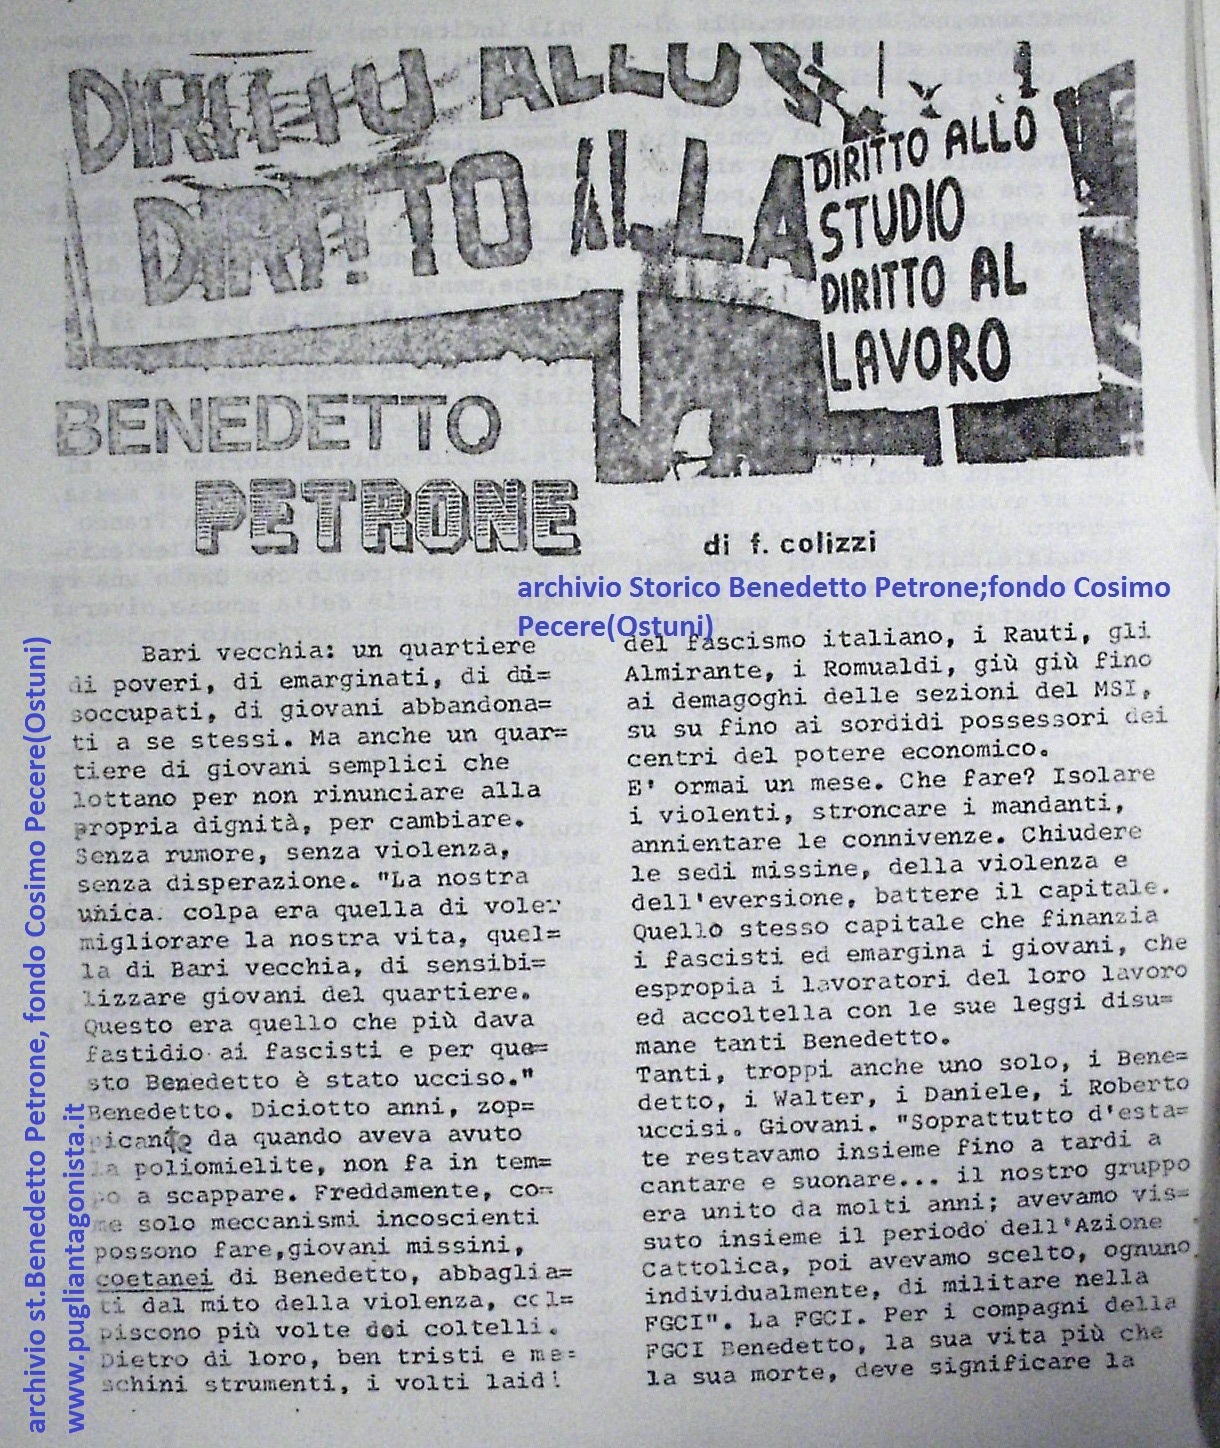 DIRITTO ALLO S
DIRITTO ALLA
DIRITTO ALLO
STUDIO
DIRITTO AL
LAVORO
BENEDETTO
PETRONE
di f. colizzi
archivio Storico Benedetto Petrone;fondo Cosimo
Pecere(Ostuni)
Bari vecchia: un quartiere
di poveri, di emarginati, di di=
soccupati, di giovani abbandona=
ti a se stessi. Ma anche un quar=
tiere di giovani semplici che
lottano per non rinunciare alla
propria dignità, per cambiare.
Senza rumore, senza violenza,
senza disperazione. "La nostra
unica. colpa era quella di voler
migliorare la nostra vita, quel=
la di Bari vecchia, di sensibi=
lizzare giovani del quartiere.
Questo era quello che più dava
fastidio ai fascisti e per que=
sto Benedetto è stato ucciso."
Benedetto. Diciotto anni, zop=
picante da quando aveva avuto
la poliomielite, non fa in tem=
po a scappare. Freddamente, co=
me solo meccanismi incoscienti
possono fare,giovani missini,
coetanei di Benedetto, abbaglia=
ti dal mito della violenza, col=
piscono più volte coi coltelli.
Dietro di loro, ben tristi e me=
schini strumenti, i volti laidi
del fascismo italiano, i Rauti, gli
Almirante, i Romualdi, giù giù fino
ai demagoghi delle sezioni del MSI,
su su fino ai sordidi possessori dei
centri del potere economico.
E' ormai un mese. Che fare? Isolare
i violenti, stroncare i mandanti,
annientare le connivenze. Chiudere
le sedi missine, della violenza e
dell'eversione, battere il capitale.
Quello stesso capitale che finanzia
i fascisti ed emargina i giovani, che
espropia i lavoratori del loro lavoro
ed accoltella con le sue leggi disu=
mane tanti Benedetto.
Tanti, troppi anche uno solo, i Bene=
detto, i Walter, i Daniele, i Roberto
uccisi. Giovani. "Soprattutto d'esta=
te restavamo insieme fino a tardi a
cantare e suonare... il nostro gruppo
era unito da molti anni; avevamo vis=
suto insieme il periodo dell'Azione
Cattolica, poi avevamo scelto, ognuno
individualmente, di militare nella
FGCI". La FGCI. Per i compagni della
FGCI Benedetto, la sua vita più che
la sua morte, deve significare la
archivio st.Benedetto Petrone, fondo Cosimo Pecere(Ostuni)
www.pugliantagonista.it